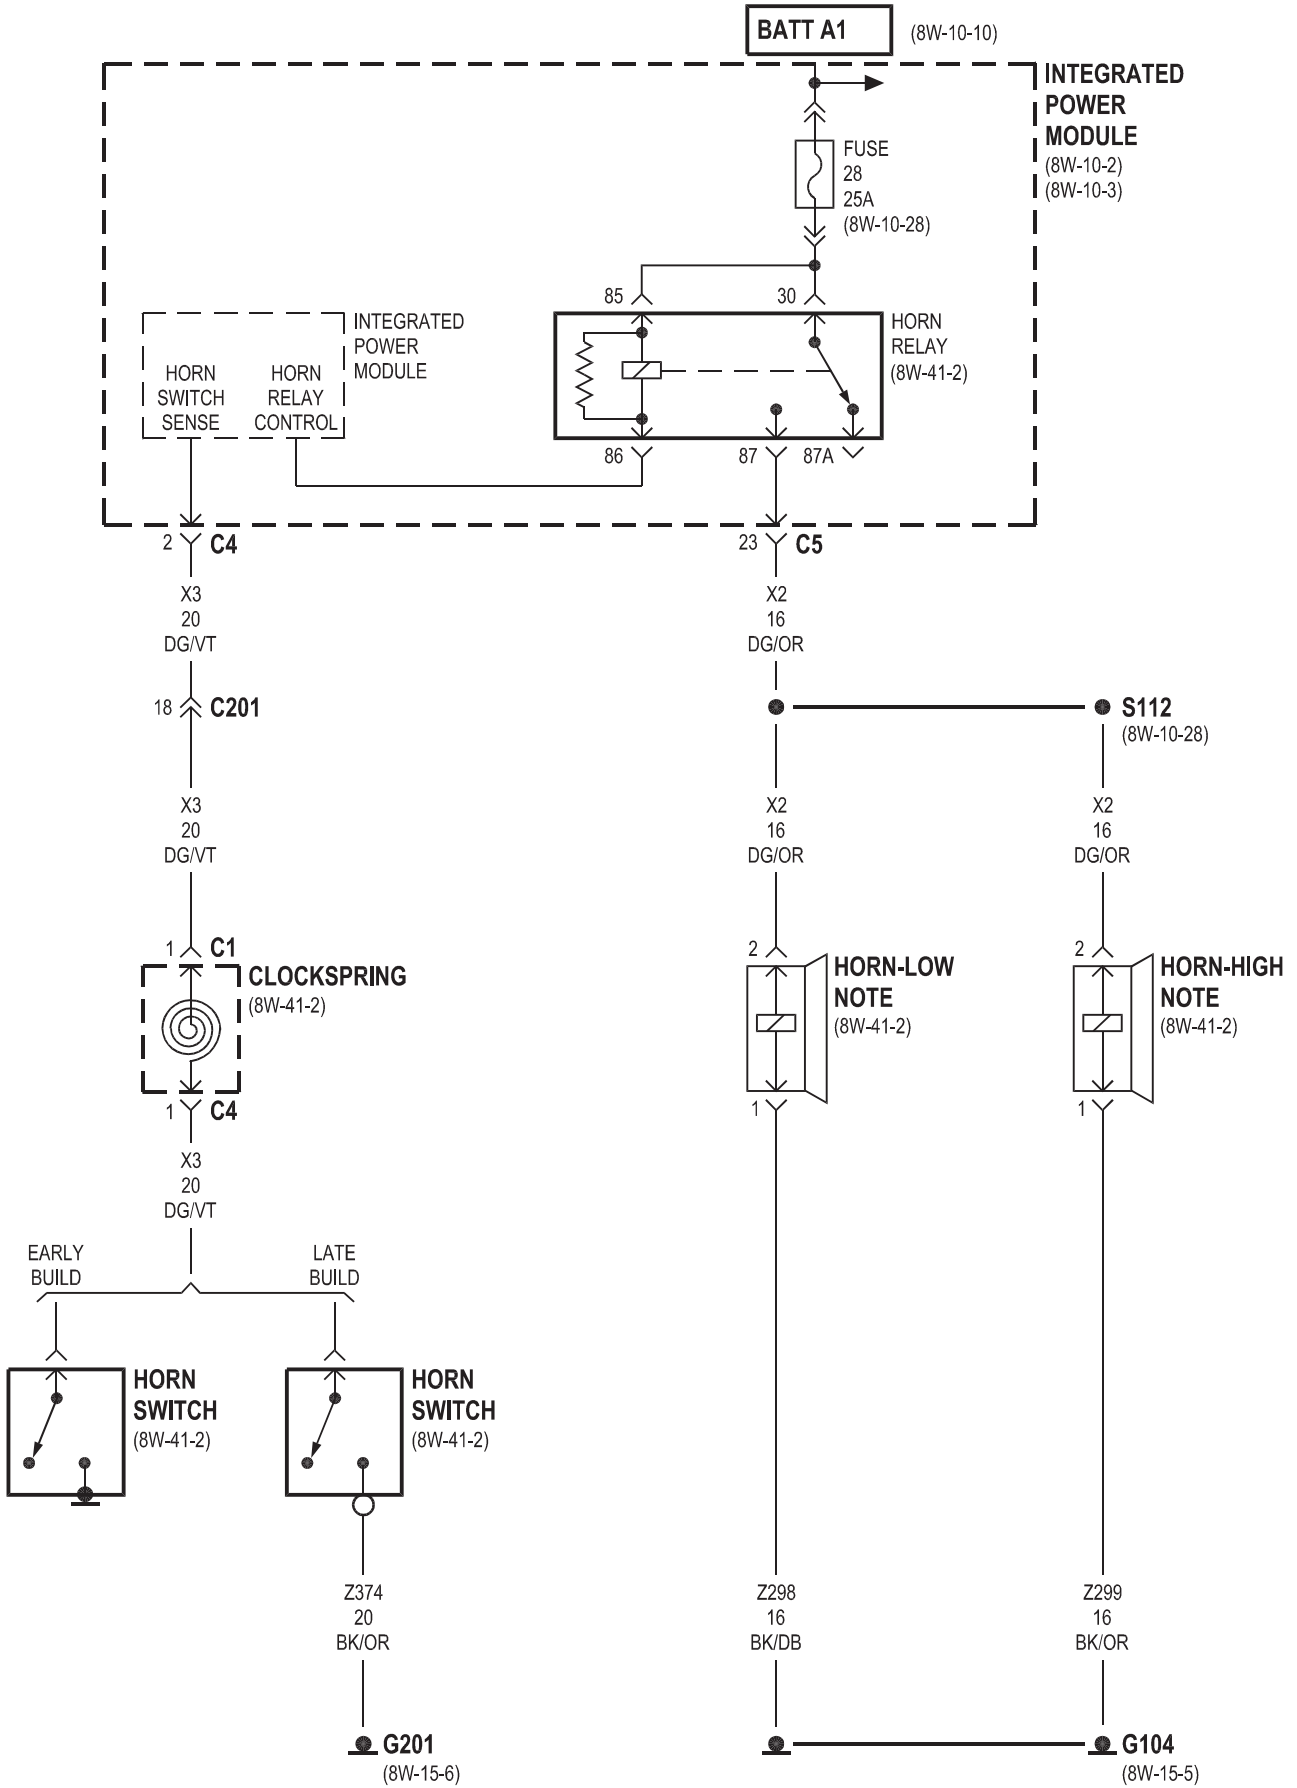 BATT A1
(8W-10-10)
INTEGRATED
POWER
MODULE
(8W-10-2)
(8W-10-3)
FUSE
28
25A
(8W-10-28)
85
30
INTEGRATED
POWER
MODULE
HORN
SWITCH
SENSE
HORN
RELAY
CONTROL
HORN
RELAY
(8W-41-2)
86
87
87A
2
C4
23
C5
X3
20
DG/VT
X2
16
DG/OR
18
C201
S112
(8W-10-28)
X3
20
DG/VT
X2
16
DG/OR
X2
16
DG/OR
1
C1
CLOCKSPRING
(8W-41-2)
1
C4
2
HORN-LOW
NOTE
(8W-41-2)
1
2
HORN-HIGH
NOTE
(8W-41-2)
1
X3
20
DG/VT
EARLY
BUILD
LATE
BUILD
HORN
SWITCH
(8W-41-2)
HORN
SWITCH
(8W-41-2)
Z374
20
BK/OR
Z298
16
BK/DB
Z299
16
BK/OR
G201
(8W-15-6)
G104
(8W-15-5)